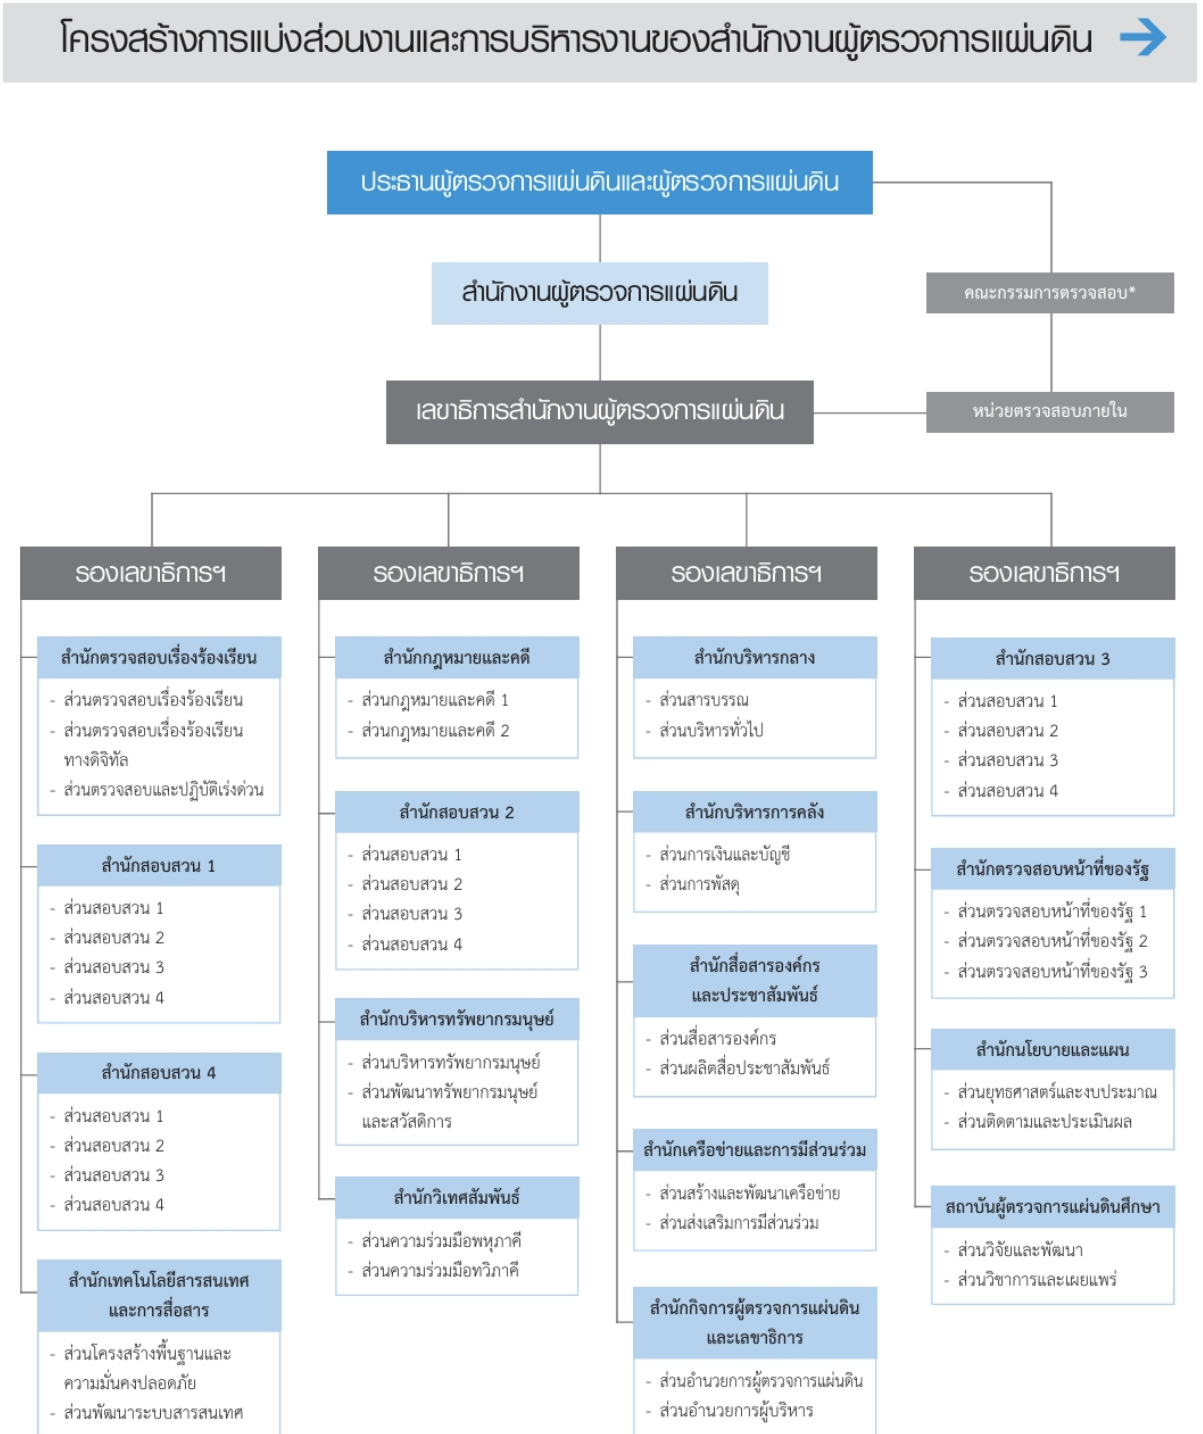 โครงสร้างการแบ่งส่วนงานและการบริหารงานของสำนักงานผู้ตรวจการแผ่นดิน
ประธานผู้ตรวจการแผ่นดินและผู้ตรวจการแผ่นดิน
สำนักงานผู้ตรวจการแผ่นดิน
คณะกรรมการตรวจสอบ*
เลขาธิการสำนักงานผู้ตรวจการแผ่นดิน
หน่วยตรวจสอบภายใน
รองเลขาธิการฯ
สำนักตรวจสอบเรื่องร้องเรียน
- ส่วนตรวจสอบเรื่องร้องเรียน
- ส่วนตรวจสอบเรื่องร้องเรียน
ทางดิจิทัล
- ส่วนตรวจสอบและปฏิบัติเร่งด่วน
สำนักสอบสวน 1
- ส่วนสอบสวน 1
- ส่วนสอบสวน 2
- ส่วนสอบสวน 3
- ส่วนสอบสวน 4
สำนักสอบสวน 4
- ส่วนสอบสวน 1
- ส่วนสอบสวน 2
- ส่วนสอบสวน 3
- ส่วนสอบสวน 4
สำนักเทคโนโลยีสารสนเทศ
และการสื่อสาร
- ส่วนโครงสร้างพื้นฐานและ
ความมั่นคงปลอดภัย
- ส่วนพัฒนาระบบสารสนเทศ
รองเลขาธิการฯ
สำนักกฎหมายและคดี
- ส่วนกฎหมายและคดี 1
- ส่วนกฎหมายและคดี 2
สำนักสอบสวน 2
- ส่วนสอบสวน 1
- ส่วนสอบสวน 2
- ส่วนสอบสวน 3
- ส่วนสอบสวน 4
สำนักบริหารทรัพยากรมนุษย์
- ส่วนบริหารทรัพยากรมนุษย์
- ส่วนพัฒนาทรัพยากรมนุษย์
และสวัสดิการ
สำนักวิเทศสัมพันธ์
- ส่วนความร่วมมือพหุภาคี
- ส่วนความร่วมมือทวิภาคี
รองเลขาธิการฯ
สำนักบริหารกลาง
- ส่วนสารบรรณ
- ส่วนบริหารทั่วไป
สำนักบริหารการคลัง
- ส่วนการเงินและบัญชี
- ส่วนการพัสดุ
สำนักสื่อสารองค์กร
และประชาสัมพันธ์
- ส่วนสื่อสารองค์กร
- ส่วนผลิตสื่อประชาสัมพันธ์
สำนักเครือข่ายและการมีส่วนร่วม
- ส่วนสร้างและพัฒนาเครือข่าย
- ส่วนส่งเสริมการมีส่วนร่วม
สำนักกิจการผู้ตรวจการแผ่นดิน
และเลขาธิการ
- ส่วนอำนวยการผู้ตรวจการแผ่นดิน
- ส่วนอำนวยการผู้บริหาร
รองเลขาธิการฯ
สำนักสอบสวน 3
- ส่วนสอบสวน 1
- ส่วนสอบสวน 2
- ส่วนสอบสวน 3
- ส่วนสอบสวน 4
สำนักตรวจสอบหน้าที่ของรัฐ
- ส่วนตรวจสอบหน้าที่ของรัฐ 1
- ส่วนตรวจสอบหน้าที่ของรัฐ 2
- ส่วนตรวจสอบหน้าที่ของรัฐ 3
สำนักนโยบายและแผน
- ส่วนยุทธศาสตร์และงบประมาณ
- ส่วนติดตามและประเมินผล
สถาบันผู้ตรวจการแผ่นดินศึกษา
- ส่วนวิจัยและพัฒนา
- ส่วนวิชาการและเผยแพร่